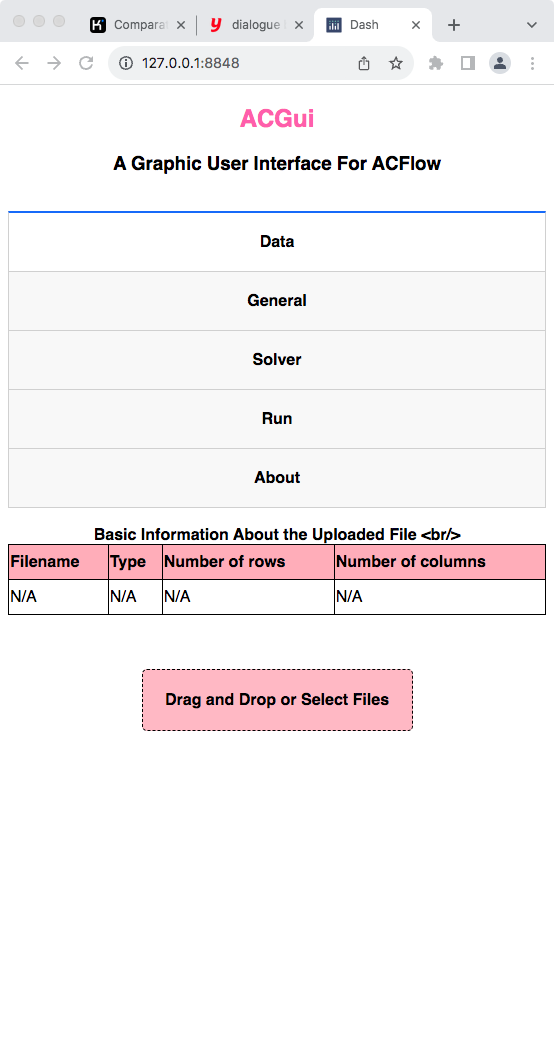 Compara
dialogue
Dash
127.0.0.1:8848
ACGui
A Graphic User Interface For ACFlow
Data
General
Solver
Run
About
Basic Information About the Uploaded File <br/>
Filename Type Number of rows Number of columns
N/A N/A N/A N/A
Drag and Drop or Select Files